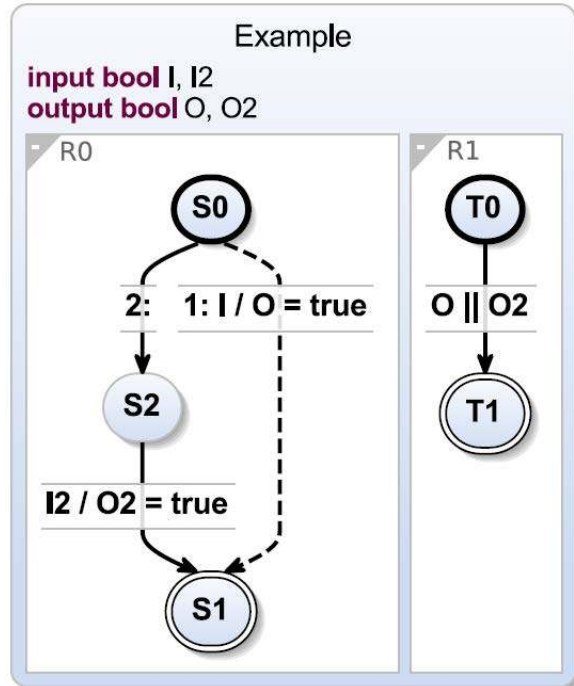 Example
input bool I, I2
output bool O, O2
- R0
S0
2:
1: I / O = true
S2
I2 / O2 = true
S1
- R1
T0
O || O2
T1